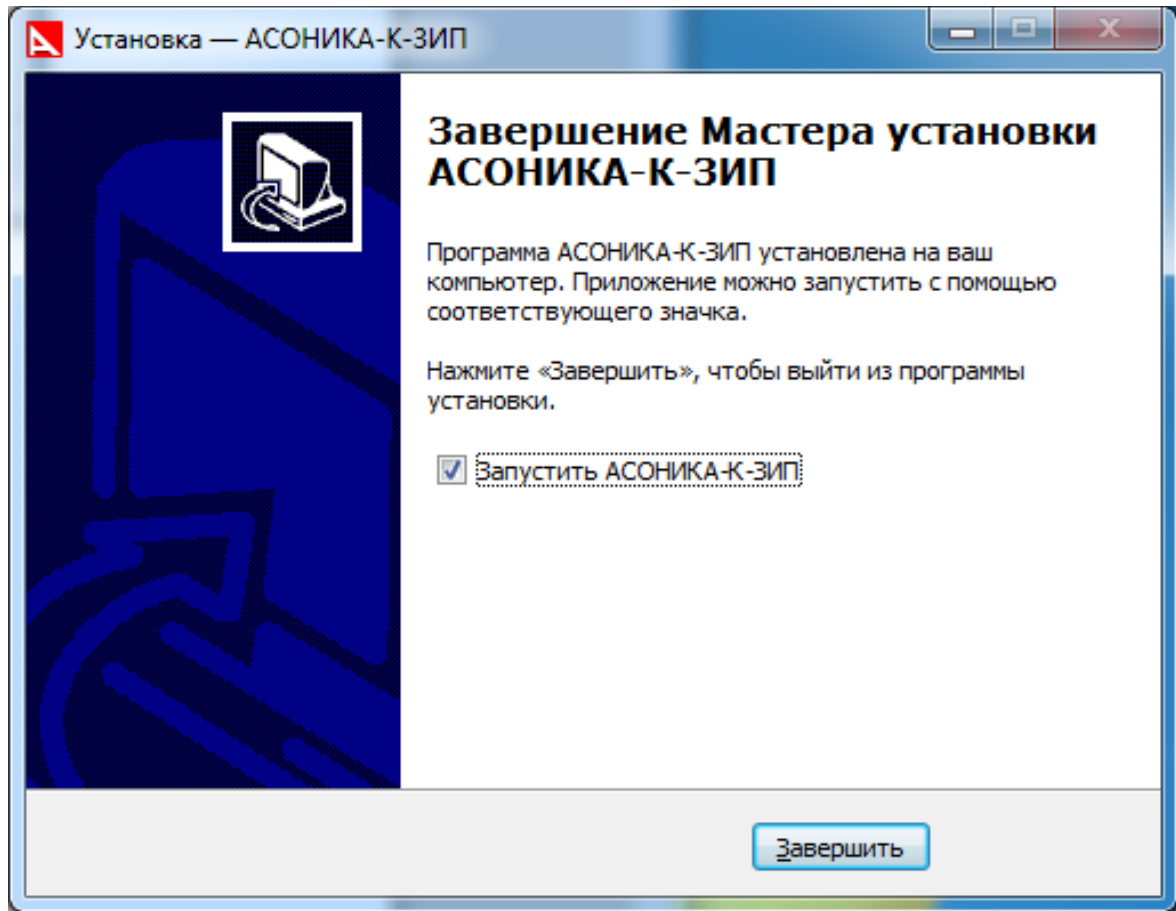 Установка — АСОНИКА-К-ЗИП
Завершение Мастера установки
АСОНИКА-К-ЗИП
Программа АСОНИКА-К-ЗИП установлена на ваш
компьютер. Приложение можно запустить с помощью
соответствующего значка.
Нажмите «Завершить», чтобы выйти из программы
установки.
Запустить АСОНИКА-К-ЗИП
Завершить